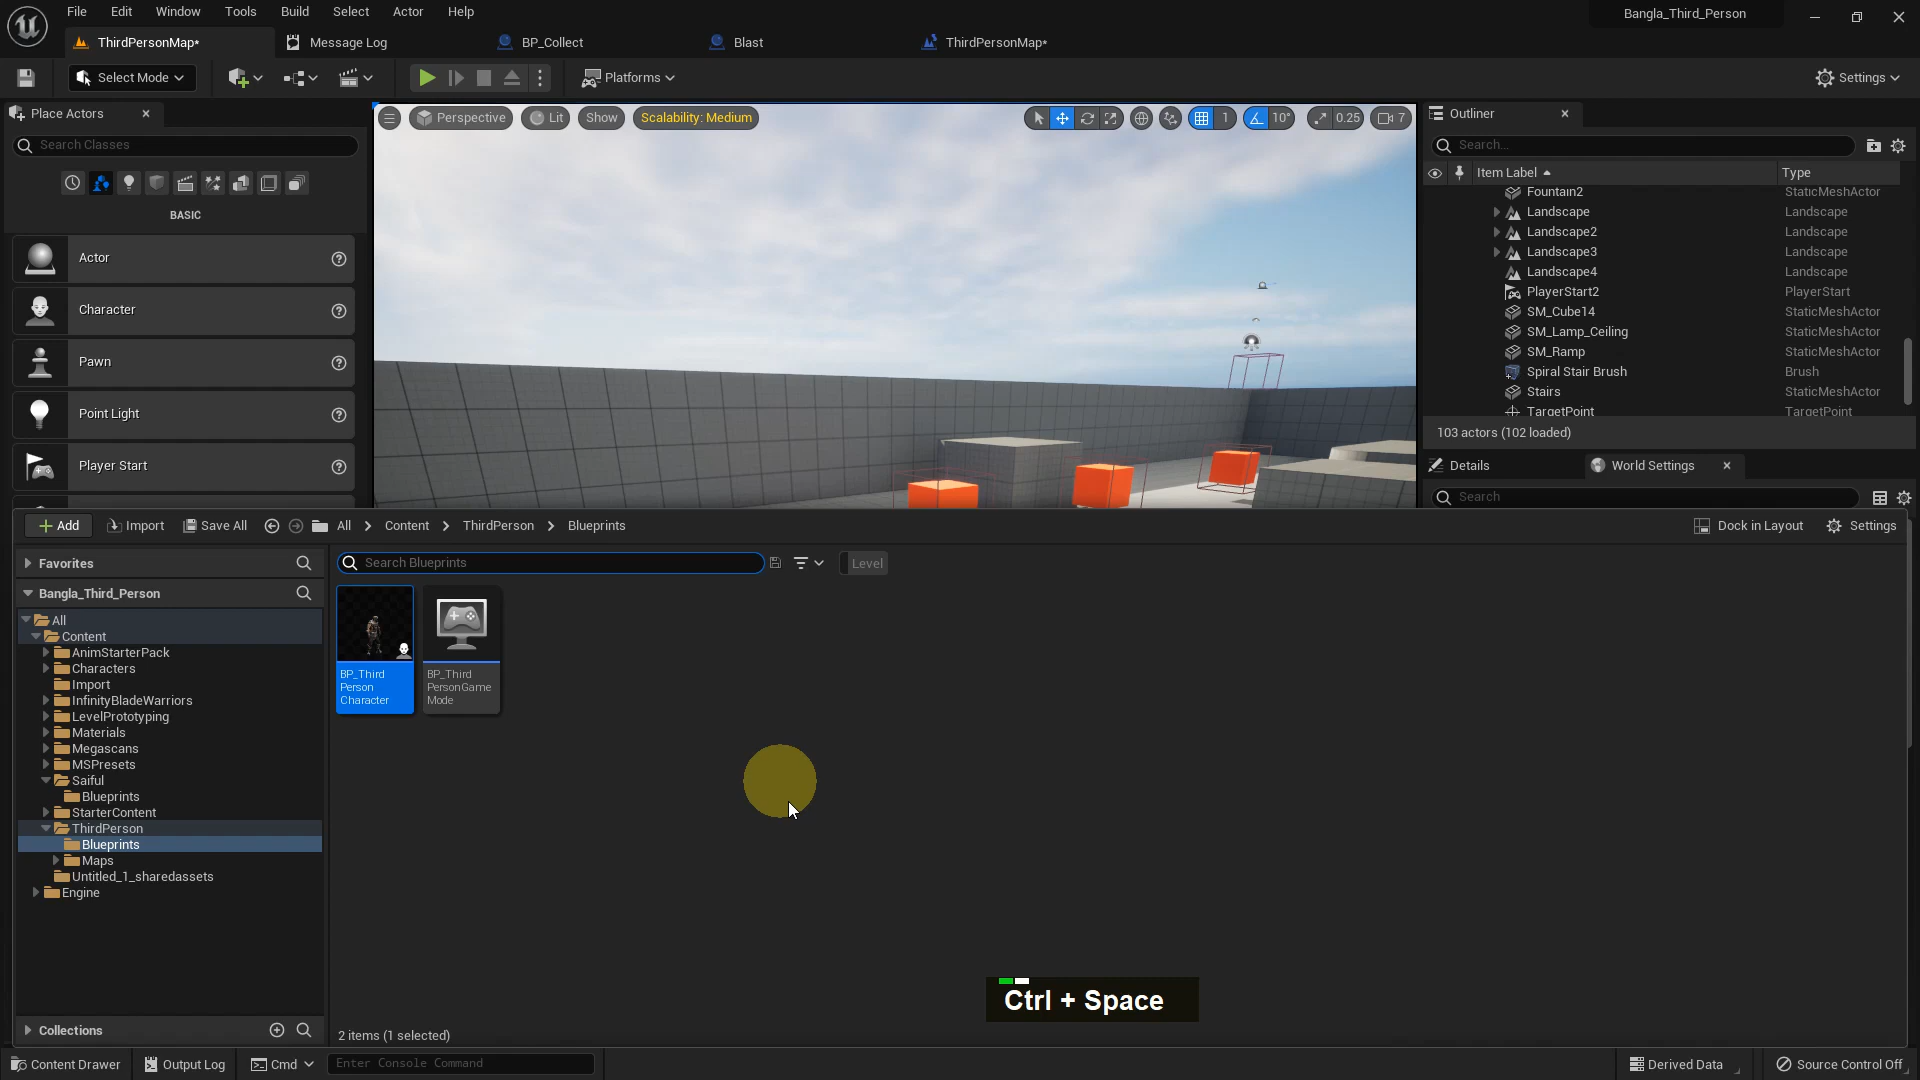 File Edit Window Tools Build Select Actor Help
Bangla_Third_Person
ThirdPersonMap* Message Log BP_Collect Blast ThirdPersonMap*
Select Mode Platforms Settings
Place Actors
Search Classes
BASIC
Actor
Character
Pawn
Point Light
Player Start
Perspective Lit Show Scalability: Medium 1 10° 0.25 7
Outliner
Search...
Item Label Type
Fountain2 StaticMeshActor
Landscape Landscape
Landscape2 Landscape
Landscape3 Landscape
Landscape4 Landscape
PlayerStart2 PlayerStart
SM_Cube14 StaticMeshActor
SM_Lamp_Ceiling StaticMeshActor
SM_Ramp StaticMeshActor
Spiral Stair Brush Brush
Stairs StaticMeshActor
TargetPoint TargetPoint
103 actors (102 loaded)
Details World Settings
Search
Add Import Save All All Content ThirdPerson Blueprints Dock in Layout Settings
Favorites
Bangla_Third_Person
All
Content
AnimStarterPack
Characters
Import
InfinityBladeWarriors
LevelPrototyping
Materials
Megascans
MSPresets
Saiful
Blueprints
StarterContent
ThirdPerson
Blueprints
Maps
Untitled_1_sharedassets
Engine
Collections
Search Blueprints Level
BP_Third
Person
Character
BP_Third
PersonGame
Mode
Ctrl + Space
2 items (1 selected)
Content Drawer Output Log Cmd Enter Console Command Derived Data Source Control Off